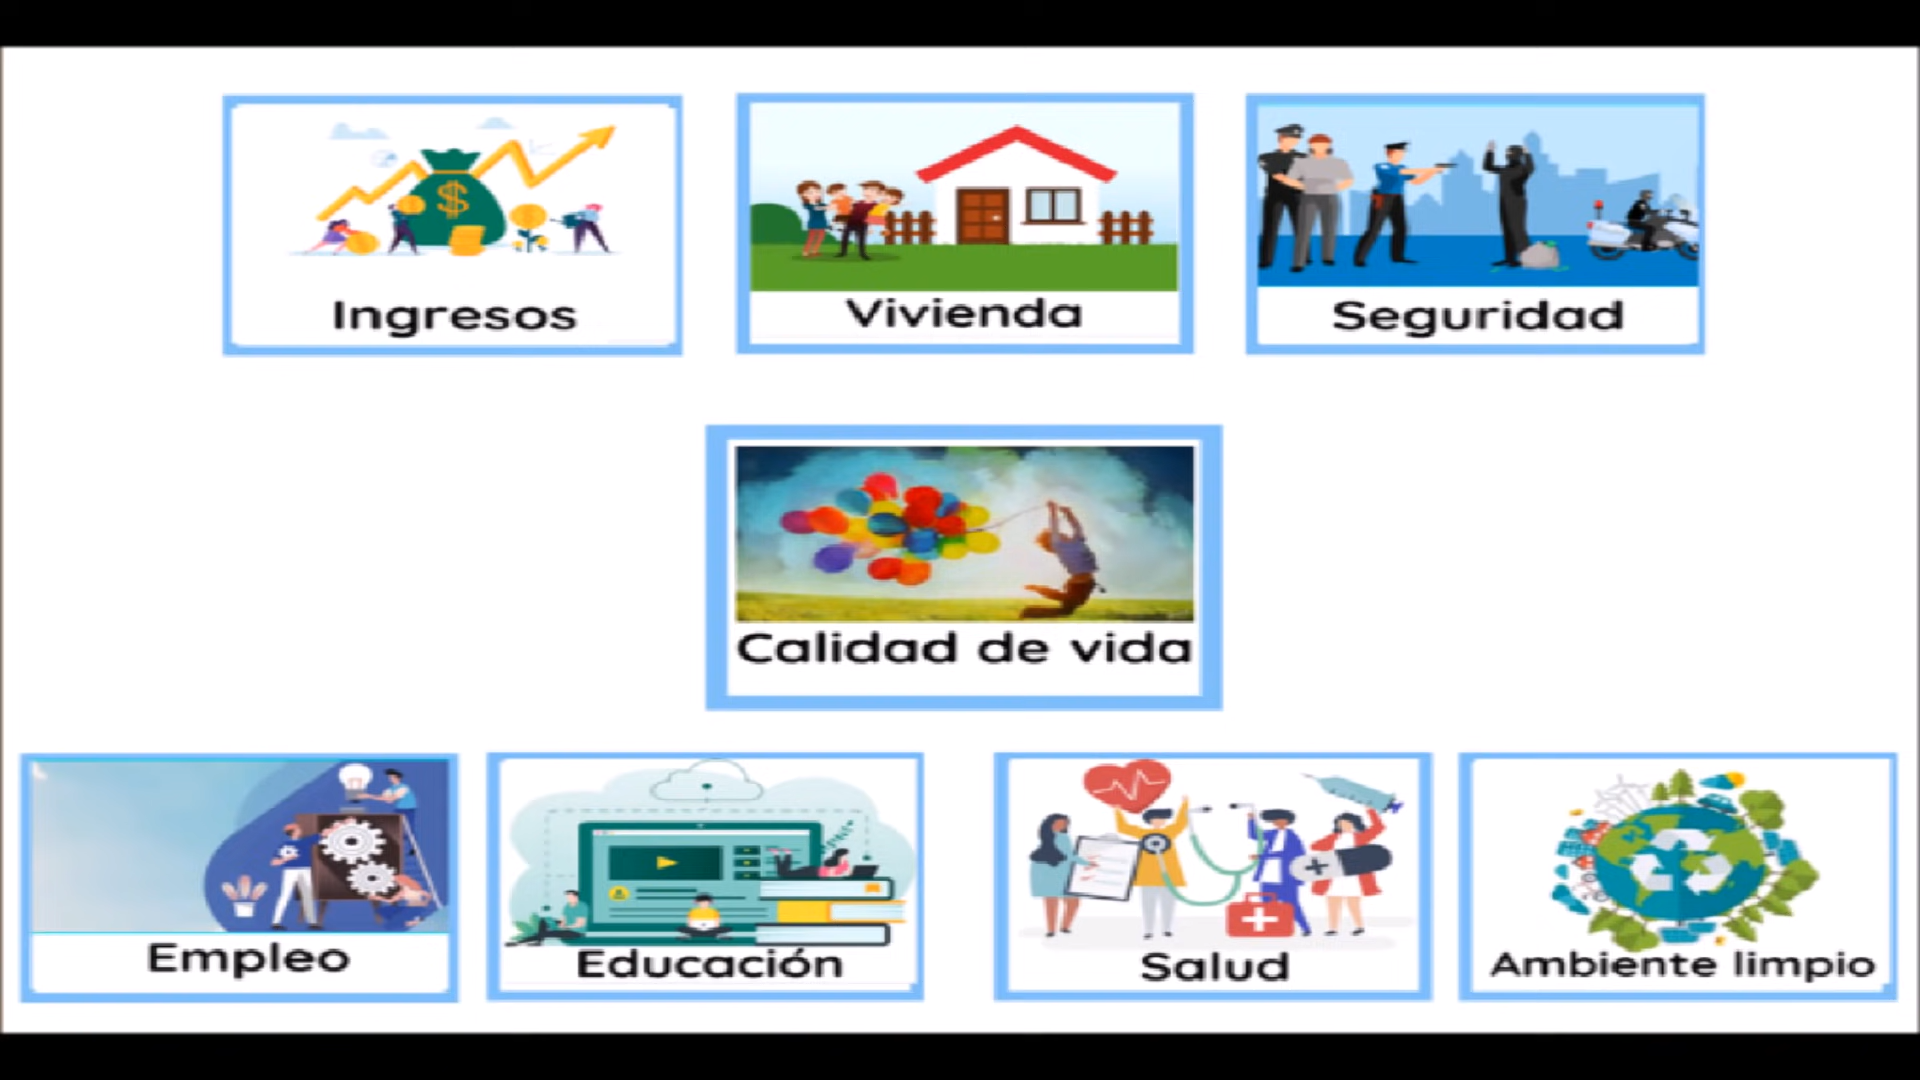 $
Ingresos
Vivienda
Seguridad
Calidad de vida
Empleo
Educación
Salud
Ambiente limpio